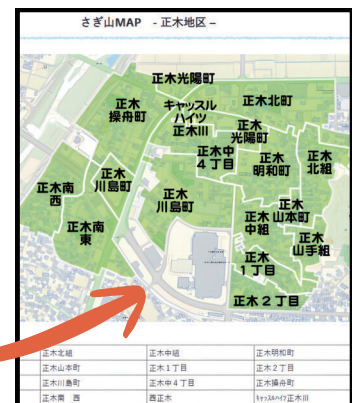 さぎ山MAP - 正木地区 –
正木光陽町
正木
操舟町
キャッスル
ハイツ
正木川
正木北町
正木
光陽町
正木中
4丁目
正木
明和町
正木
北組
正木
川島町
正木南
西
正木
川島町
正木
山本町
正木
中組
正木
山手組
正木南
東
正木
1丁目
正木2丁目
正木北組 正木中組 正木明和町
正木山本町 正木1丁目 正木2丁目
正木川島町 正木中4丁目 正木操舟町
正木南 西 西正木 キャッスルハイツ正木川